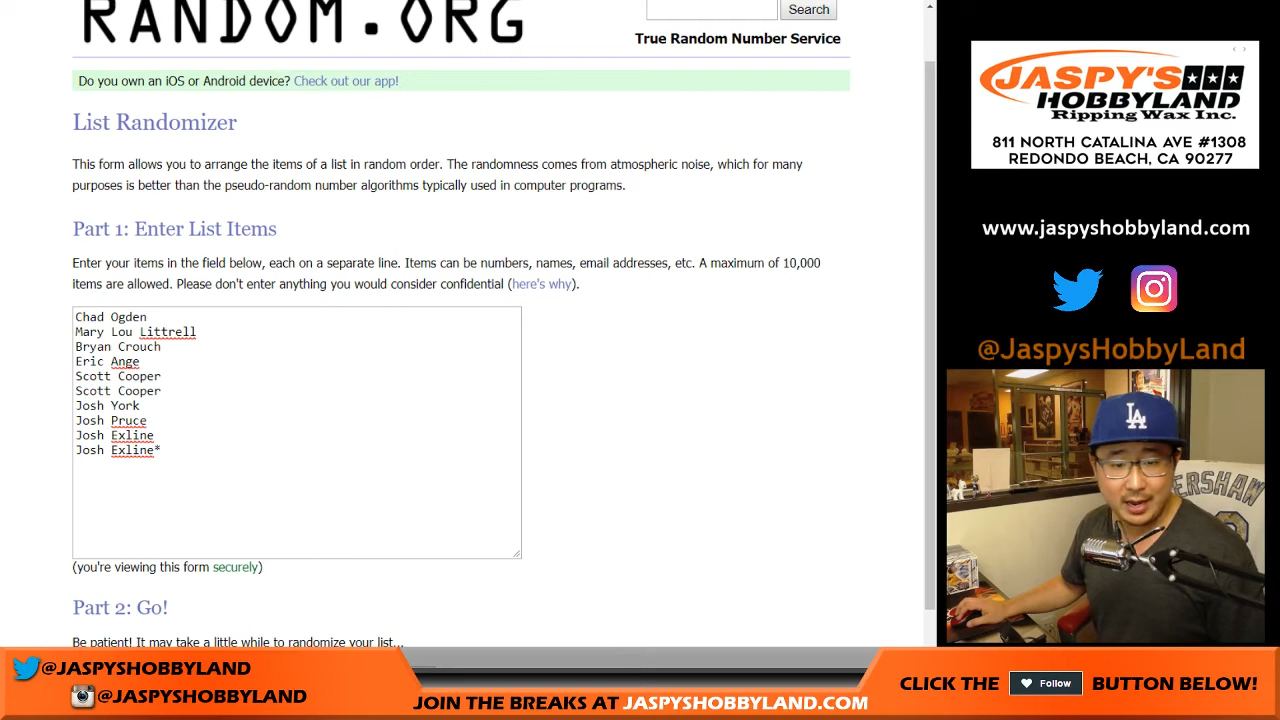 RANDOM.ORG
Search
True Random Number Service
Do you own an iOS or Android device? Check out our app!
List Randomizer
This form allows you to arrange the items of a list in random order. The randomness comes from atmospheric noise, which for many
purposes is better than the pseudo-random number algorithms typically used in computer programs.
Part 1: Enter List Items
Enter your items in the field below, each on a separate line. Items can be numbers, names, email addresses, etc. A maximum of 10,000
items are allowed. Please don't enter anything you would consider confidential (here's why).
Chad Ogden
Mary Lou Littrell
Bryan Crouch
Eric Ange
Scott Cooper
Scott Cooper
Josh York
Josh Pruce
Josh Exline
Josh Exline*
(you're viewing this form securely)
Part 2: Go!
Be patient! It may take a little while to randomize your list...
JASPY'S
HOBBYLAND
Ripping Wax Inc.
811 NORTH CATALINA AVE #1308
REDONDO BEACH, CA 90277
www.jaspyshobbyland.com
@JaspysHobbyLand
LA
ERSHAW
@JASPYSHOBBYLAND
@JASPYSHOBBYLAND
JOIN THE BREAKS AT JASPYSHOBBYLAND.COM
CLICK THE Follow BUTTON BELOW!